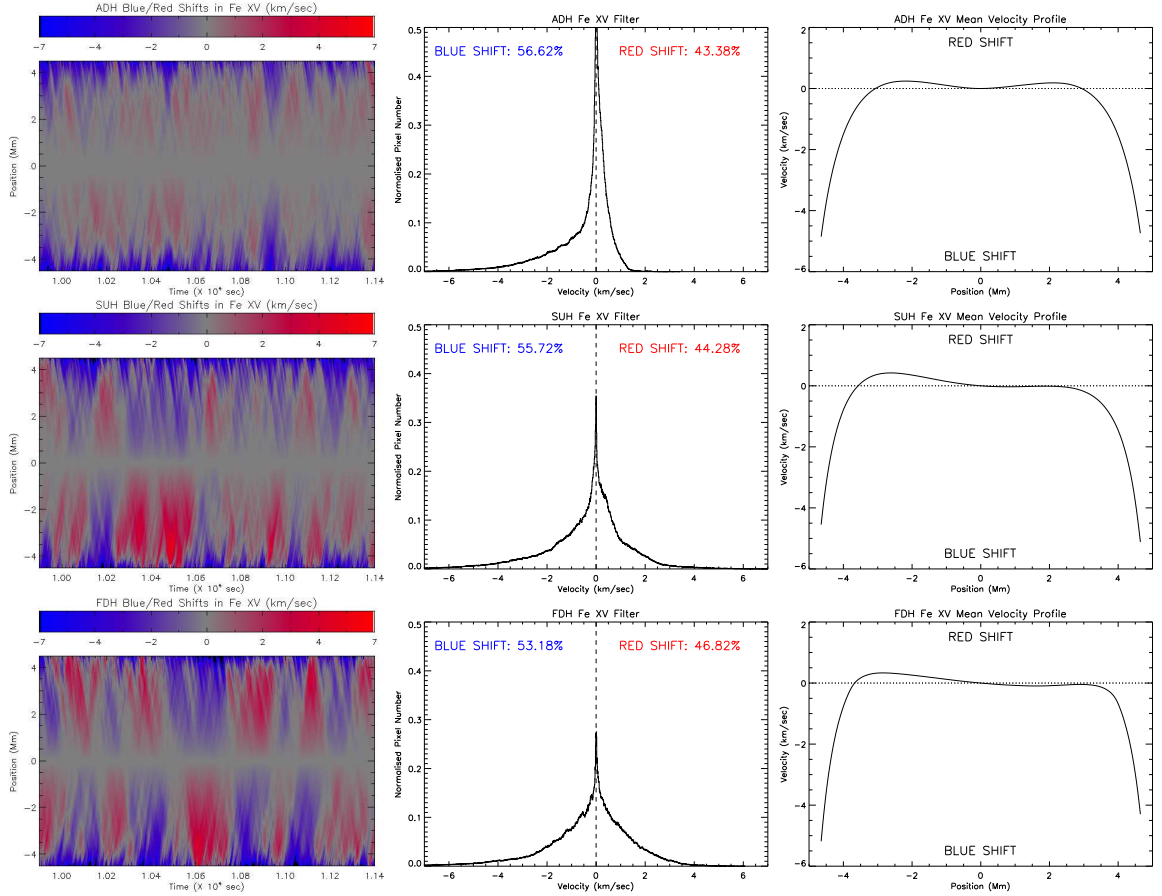 ADH Blue/Red Shifts in Fe XV (km/sec)
-7 -4 -2 0 2 4 7
Position (Mm)
4
2
0
-2
-4
1.00 1.02 1.04 1.06 1.08 1.10 1.12 1.14
Time (X 10⁴ sec)
ADH Fe XV Filter
BLUE SHIFT: 56.62% RED SHIFT: 43.38%
Normalised Pixel Number
0.5
0.4
0.3
0.2
0.1
0.0
-6 -4 -2 0 2 4 6
Velocity (km/sec)
ADH Fe XV Mean Velocity Profile
RED SHIFT
Velocity (km/sec)
2
0
-2
-4
-6
BLUE SHIFT
-4 -2 0 2 4
Position (Mm)
SUH Blue/Red Shifts in Fe XV (km/sec)
-7 -4 -2 0 2 4 7
Position (Mm)
4
2
0
-2
-4
1.00 1.02 1.04 1.06 1.08 1.10 1.12 1.14
Time (X 10⁴ sec)
SUH Fe XV Filter
BLUE SHIFT: 55.72% RED SHIFT: 44.28%
Normalised Pixel Number
0.5
0.4
0.3
0.2
0.1
0.0
-6 -4 -2 0 2 4 6
Velocity (km/sec)
SUH Fe XV Mean Velocity Profile
RED SHIFT
Velocity (km/sec)
2
0
-2
-4
-6
BLUE SHIFT
-4 -2 0 2 4
Position (Mm)
FDH Blue/Red Shifts in Fe XV (km/sec)
-7 -4 -2 0 2 4 7
Position (Mm)
4
2
0
-2
-4
1.00 1.02 1.04 1.06 1.08 1.10 1.12 1.14
Time (X 10⁴ sec)
FDH Fe XV Filter
BLUE SHIFT: 53.18% RED SHIFT: 46.82%
Normalised Pixel Number
0.5
0.4
0.3
0.2
0.1
0.0
-6 -4 -2 0 2 4 6
Velocity (km/sec)
FDH Fe XV Mean Velocity Profile
RED SHIFT
Velocity (km/sec)
2
0
-2
-4
-6
BLUE SHIFT
-4 -2 0 2 4
Position (Mm)